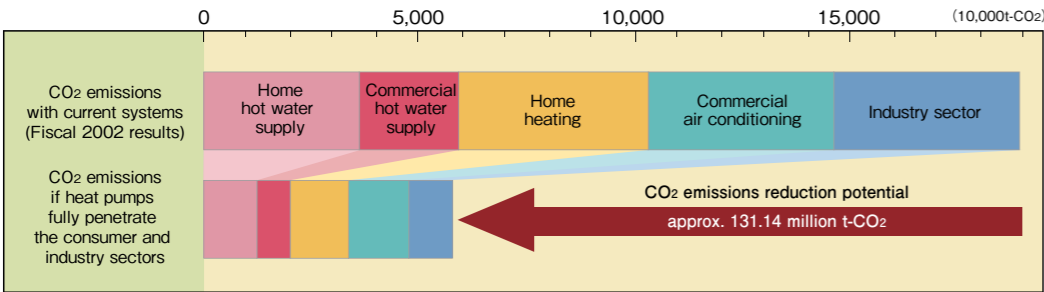 0 5,000 10,000 15,000 (10,000t-CO2)
CO2 emissions
with current systems
(Fiscal 2002 results)
Home
hot water
supply
Commercial
hot water
supply
Home
heating
Commercial
air conditioning
Industry sector
CO2 emissions
if heat pumps
fully penetrate
the consumer and
industry sectors
CO2 emissions reduction potential
approx. 131.14 million t-CO2